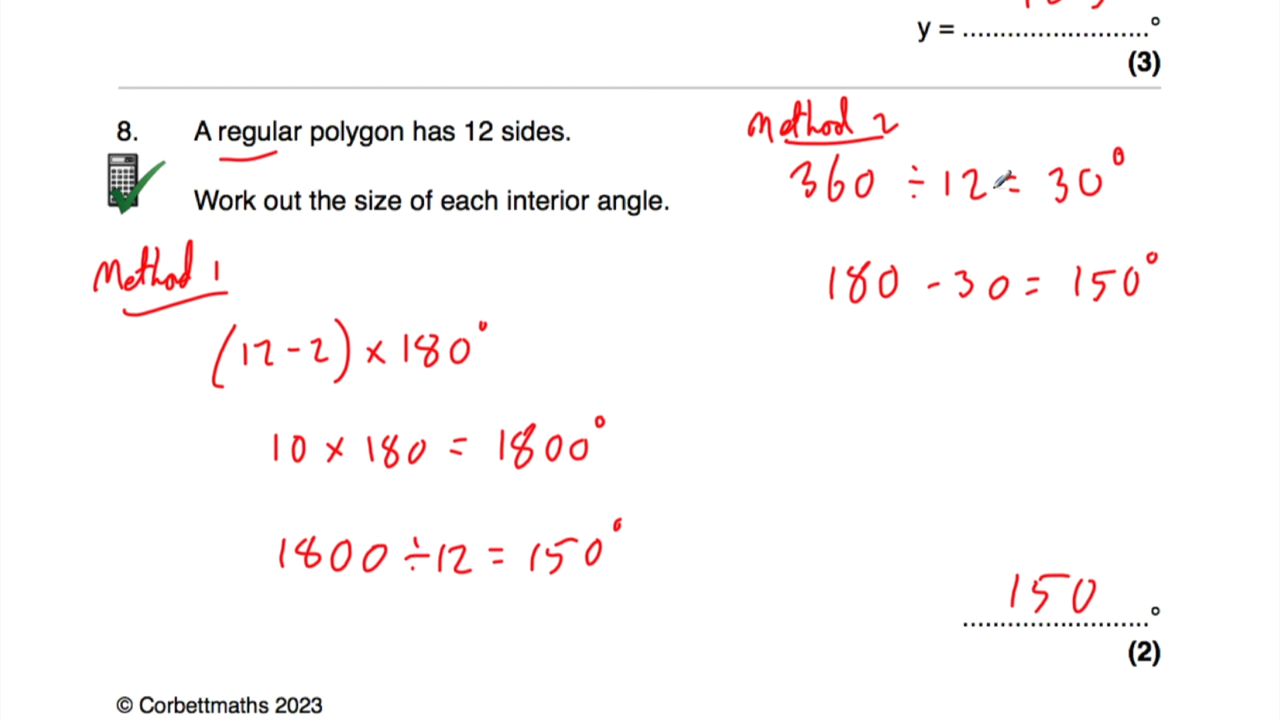 y = ..........................°
(3)
8. A regular polygon has 12 sides.
Work out the size of each interior angle.
Method 1
(12-2) × 180°
10 × 180 = 1800°
1800 ÷ 12 = 150°
Method 2
360 ÷ 12 = 30°
180 - 30 = 150°
150
..........................°
(2)
© Corbettmaths 2023